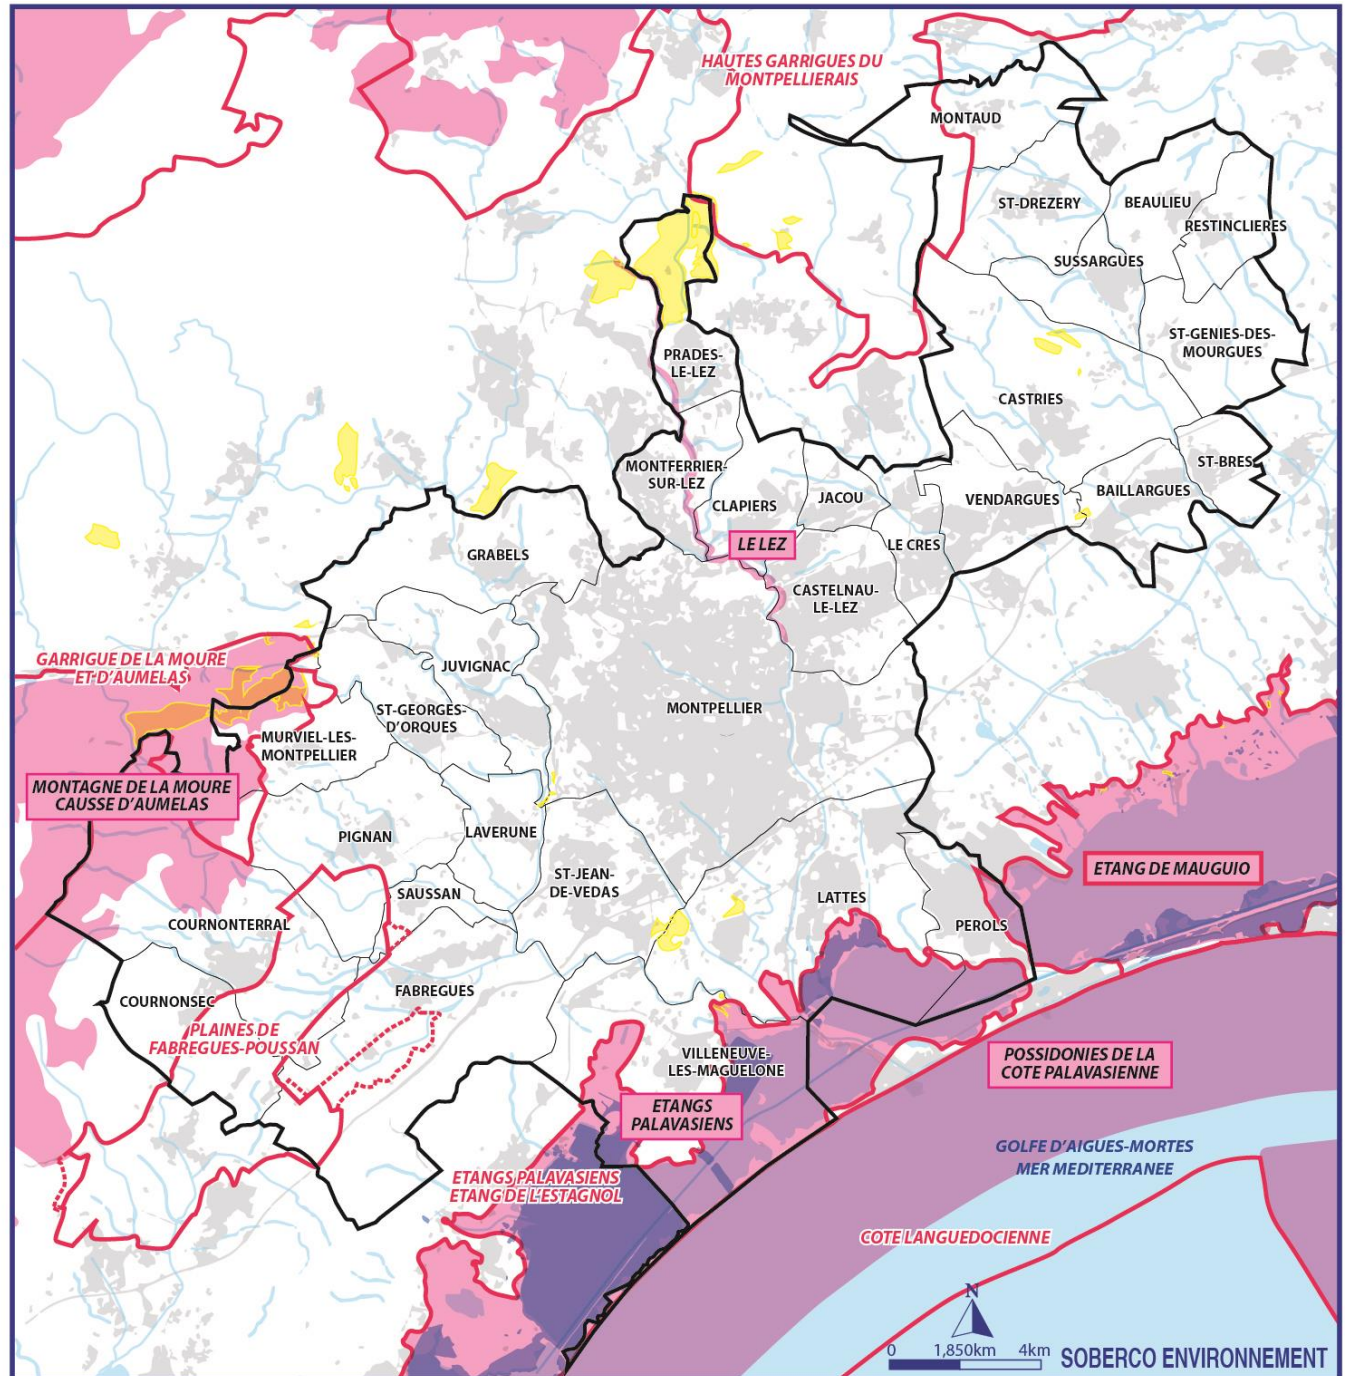 HAUTES GARRIGUES DU
MONTPELLIERAIS
MONTAUD
ST-DREZERY
BEAULIEU
RESTINCLIERES
SUSSARGUES
ST-GENIES-DES-
MOURGUES
PRADES-
LE-LEZ
CASTRIES
MONTFERRIER-
SUR-LEZ
CLAPIERS
JACOU
VENDARGUES
BAILLARGUES
ST-BRES
LE LEZ
LE CRES
GRABELS
CASTELNAU-
LE-LEZ
GARRIGUE DE LA MOURE
ET D'AUMELAS
JUVIGNAC
ST-GEORGES-
D'ORQUES
MONTPELLIER
MURVIEL-LES-
MONTPELLIER
MONTAGNE DE LA MOURE
CAUSSE D'AUMELAS
PIGNAN
LAVERUNE
ST-JEAN-
DE-VEDAS
SAUSSAN
LATTES
ETANG DE MAUGUIO
COURNONTERRAL
PEROLS
COURNONSEC
FABREGUES
PLAINES DE
FABREGUES-POUSSAN
VILLENEUVE-
LES-MAGUELONE
POSSIDONIES DE LA
COTE PALAVASIENNE
ETANGS
PALAVASIENS
GOLFE D'AIGUES-MORTES
MER MEDITERRANEE
ETANGS PALAVASIENS
ETANG DE L'ESTAGNOL
COTE LANGUEDOCIENNE
N
0 1,850km 4km
SOBERCO ENVIRONNEMENT